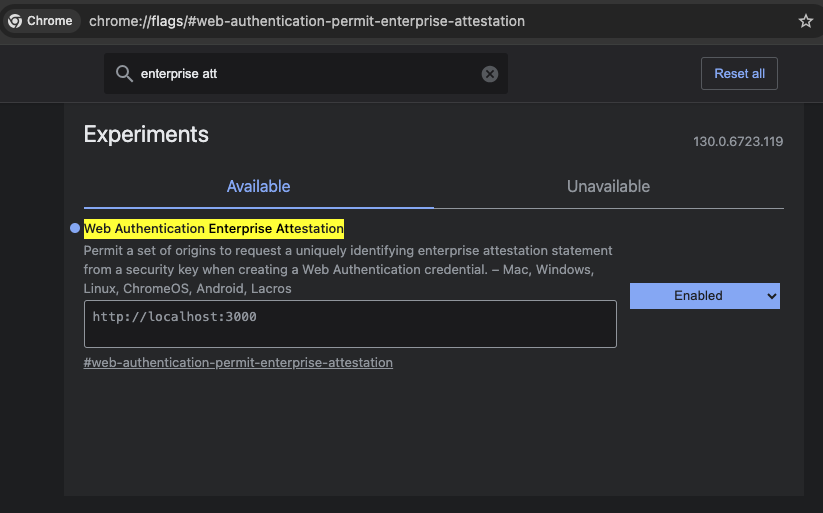 Chrome chrome://flags/#web-authentication-permit-enterprise-attestation
enterprise att Reset all
Experiments
130.0.6723.119
Available Unavailable
Web Authentication Enterprise Attestation
Permit a set of origins to request a uniquely identifying enterprise attestation statement
from a security key when creating a Web Authentication credential. – Mac, Windows,
Linux, ChromeOS, Android, Lacros
Enabled
http://localhost:3000
#web-authentication-permit-enterprise-attestation